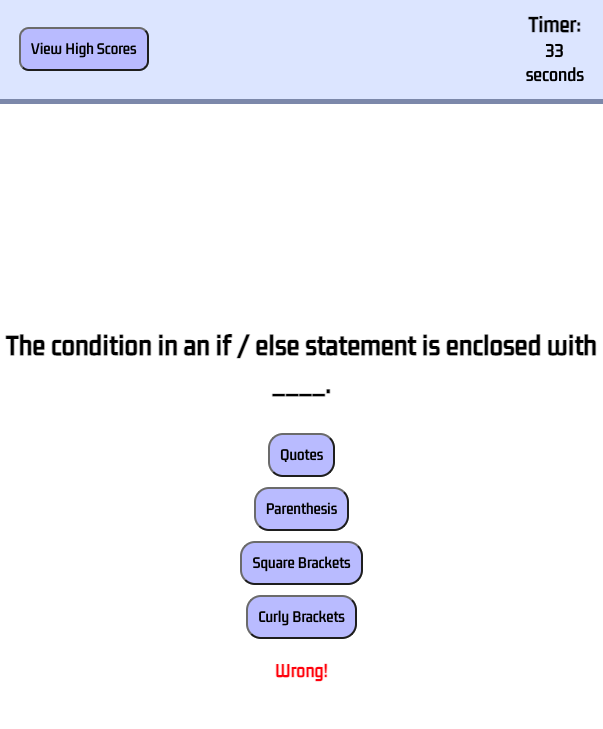 View High Scores
Timer:
33
seconds
The condition in an if / else statement is enclosed with
____.
Quotes
Parenthesis
Square Brackets
Curly Brackets
Wrong!